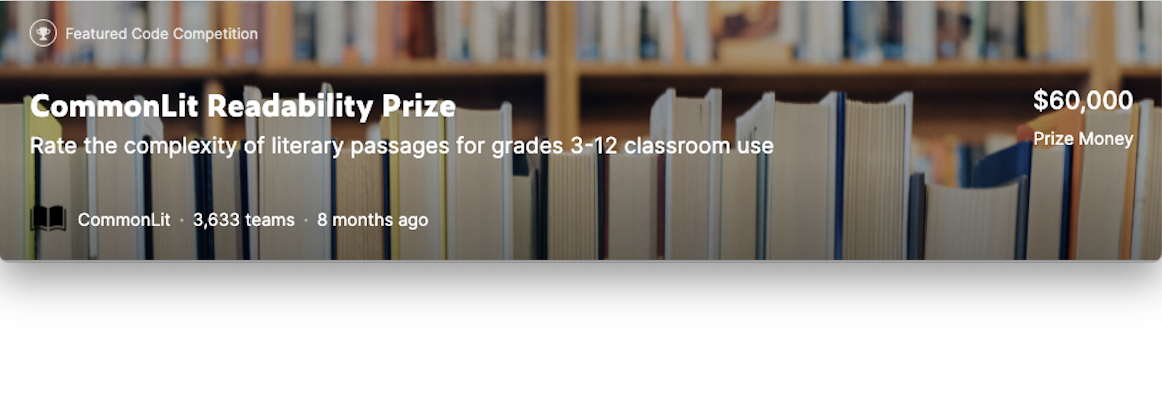 Featured Code Competition
CommonLit Readability Prize
$60,000
Rate the complexity of literary passages for grades 3-12 classroom use
Prize Money
CommonLit · 3,633 teams · 8 months ago